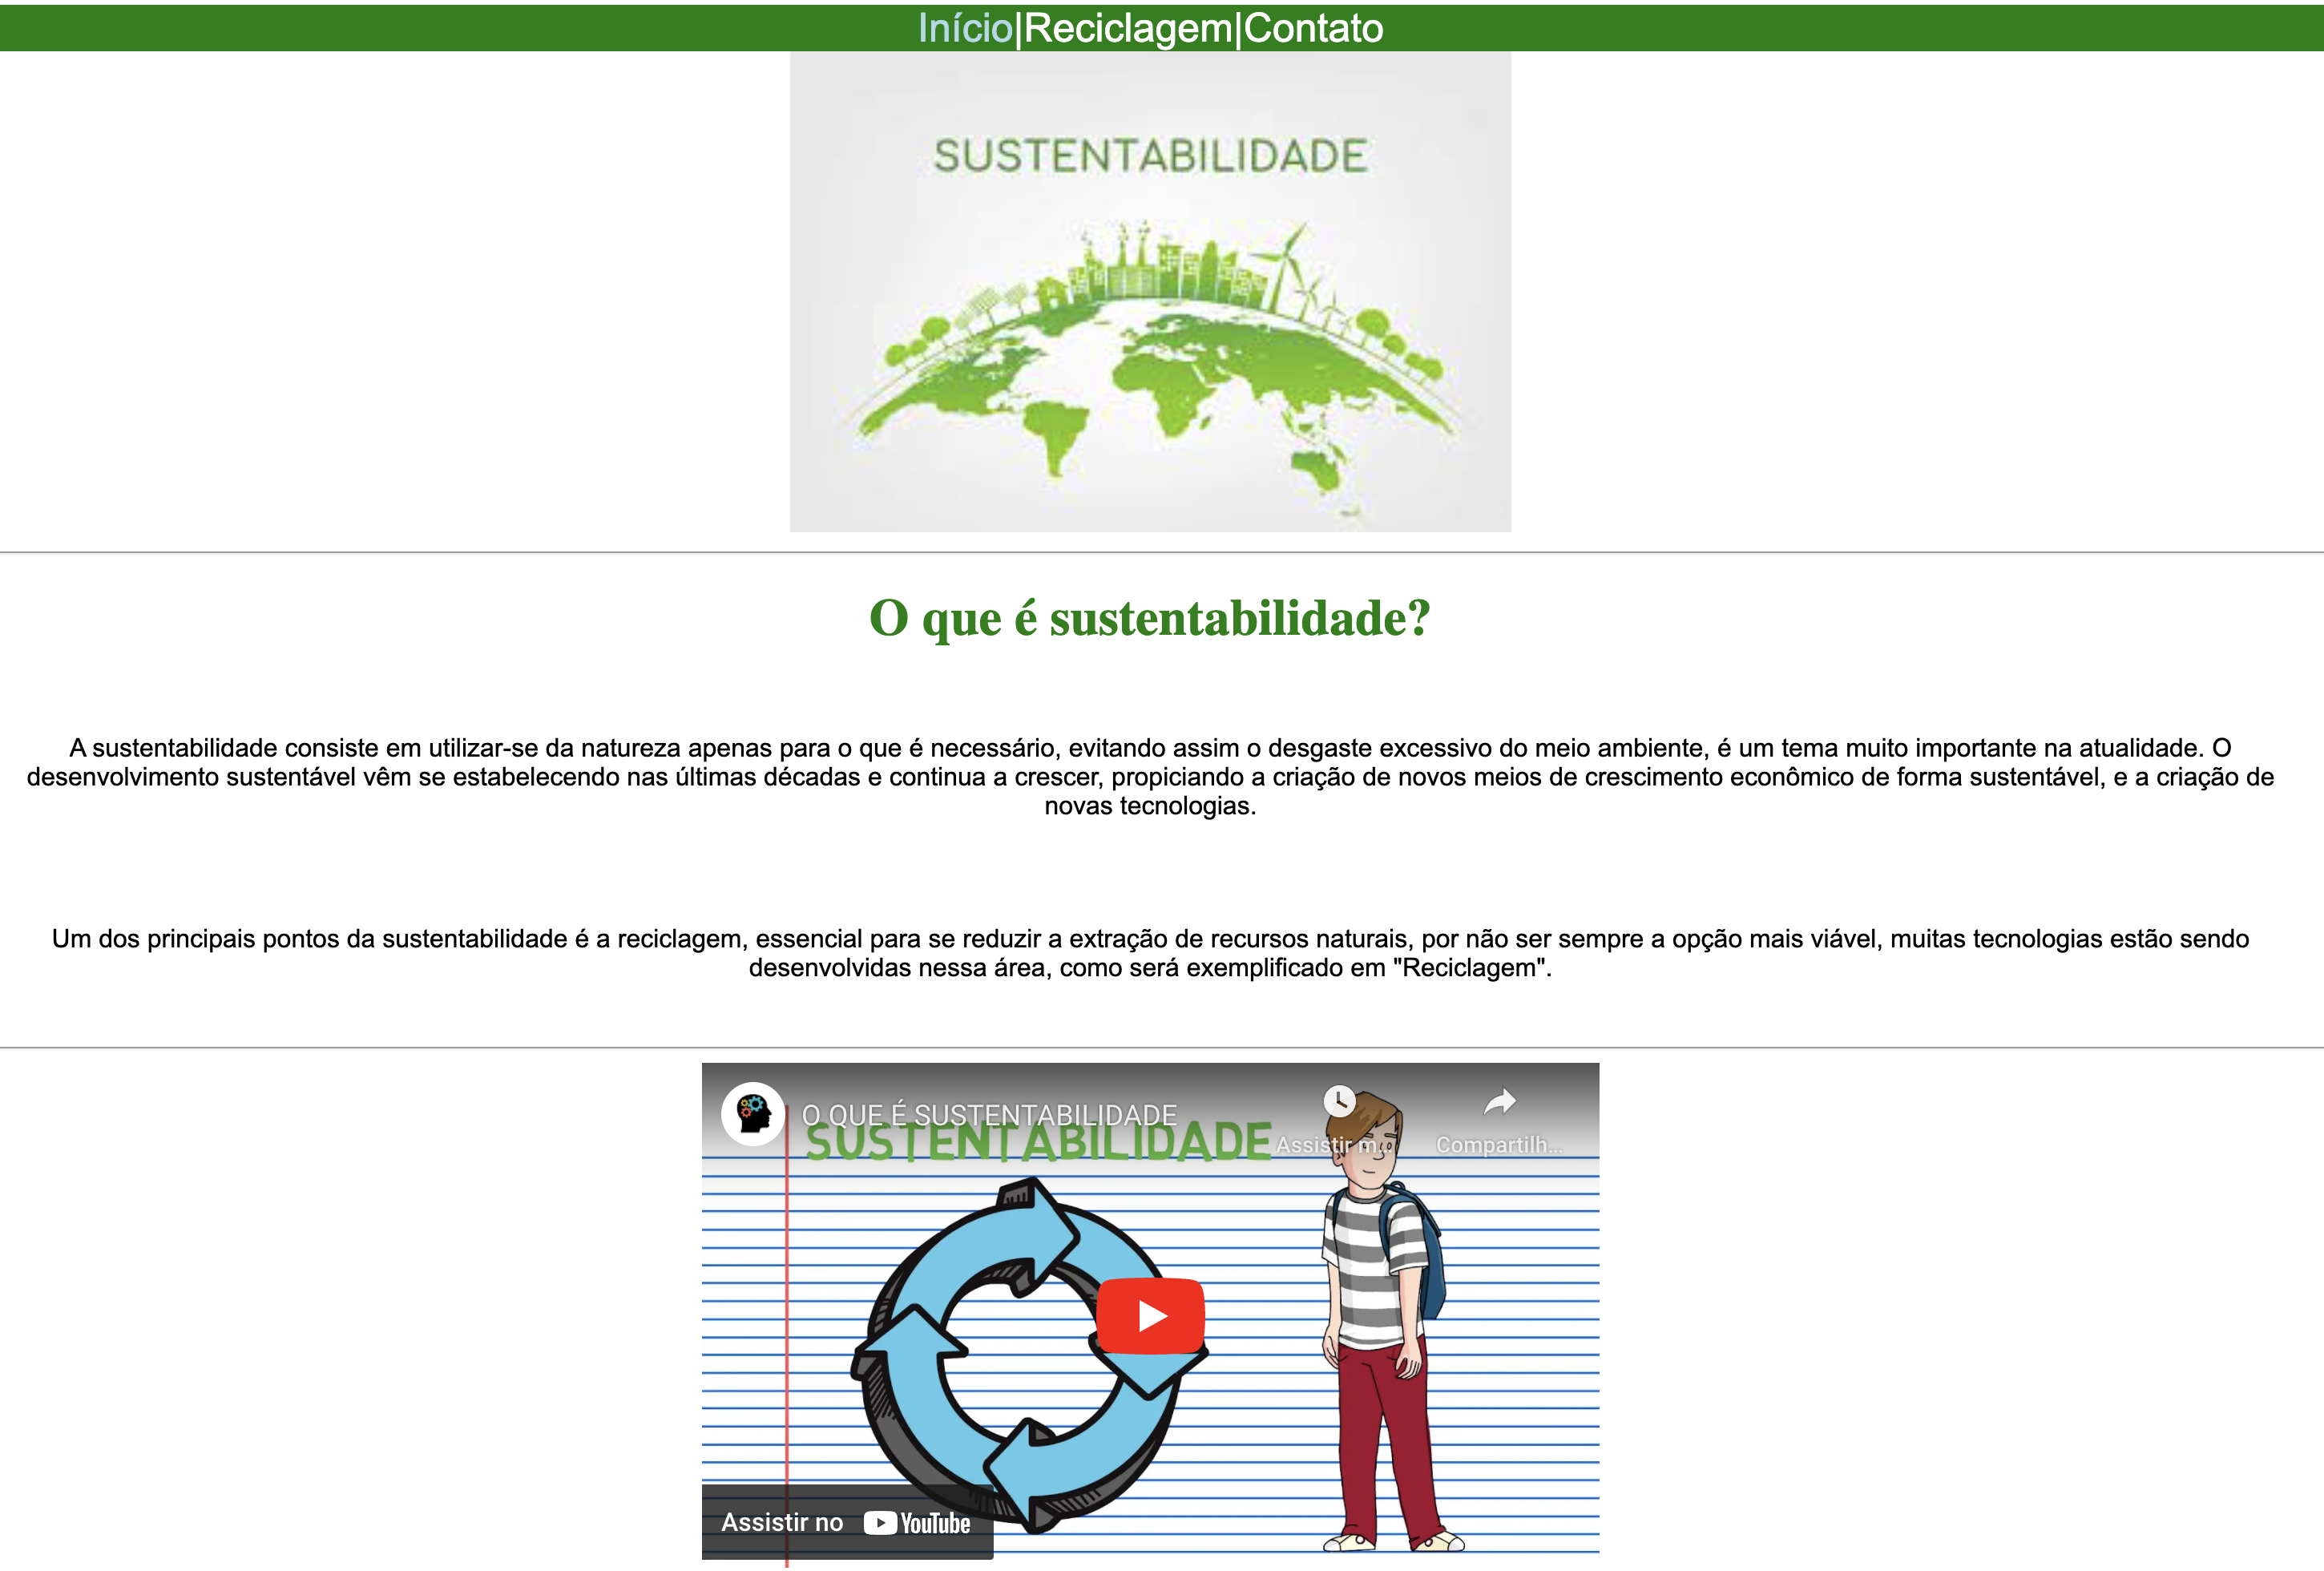 Início|Reciclagem|Contato
SUSTENTABILIDADE
O que é sustentabilidade?
A sustentabilidade consiste em utilizar-se da natureza apenas para o que é necessário, evitando assim o desgaste excessivo do meio ambiente, é um tema muito importante na atualidade. O
desenvolvimento sustentável vêm se estabelecendo nas últimas décadas e continua a crescer, propiciando a criação de novos meios de crescimento econômico de forma sustentável, e a criação de
novas tecnologias.
Um dos principais pontos da sustentabilidade é a reciclagem, essencial para se reduzir a extração de recursos naturais, por não ser sempre a opção mais viável, muitas tecnologias estão sendo
desenvolvidas nessa área, como será exemplificado em "Reciclagem".
O QUE É SUSTENTABILIDADE
SUSTENTABILIDADE
Assistir m...
Compartilh...
Assistir no YouTube